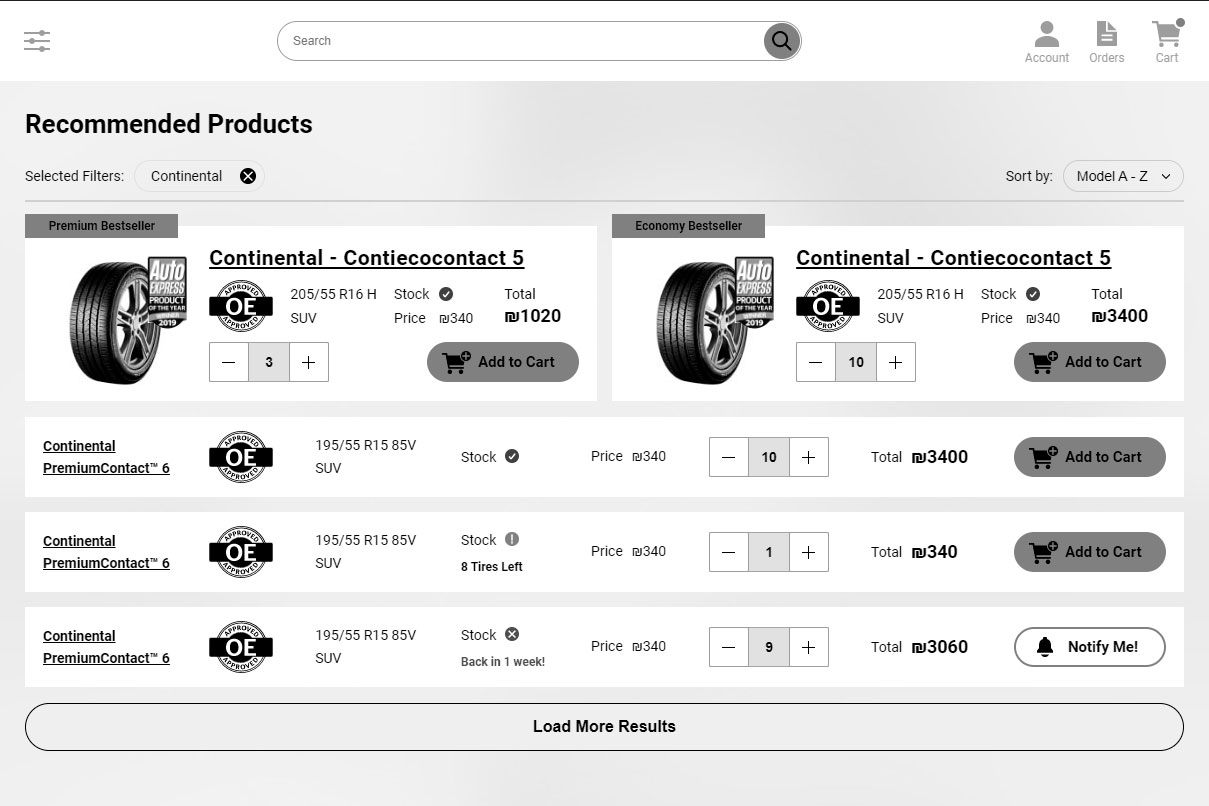 Search
Account
Orders
Cart
Recommended Products
Selected Filters:
Continental
Sort by:
Model A - Z
Premium Bestseller
Continental - Contiecocontact 5
Auto
EXPRESS
PRODUCT
OF THE YEAR
WINNER
2019
APPROVED
OE
APPROVED
205/55 R16 H
SUV
Stock
Price ₪340
Total
₪1020
3
Add to Cart
Economy Bestseller
Continental - Contiecocontact 5
Auto
EXPRESS
PRODUCT
OF THE YEAR
WINNER
2019
APPROVED
OE
APPROVED
205/55 R16 H
SUV
Stock
Price ₪340
Total
₪3400
10
Add to Cart
Continental
PremiumContact™ 6
APPROVED
OE
APPROVED
195/55 R15 85V
SUV
Stock
Price ₪340
10
Total ₪3400
Add to Cart
Continental
PremiumContact™ 6
APPROVED
OE
APPROVED
195/55 R15 85V
SUV
Stock
8 Tires Left
Price ₪340
1
Total ₪340
Add to Cart
Continental
PremiumContact™ 6
APPROVED
OE
APPROVED
195/55 R15 85V
SUV
Stock
Back in 1 week!
Price ₪340
9
Total ₪3060
Notify Me!
Load More Results